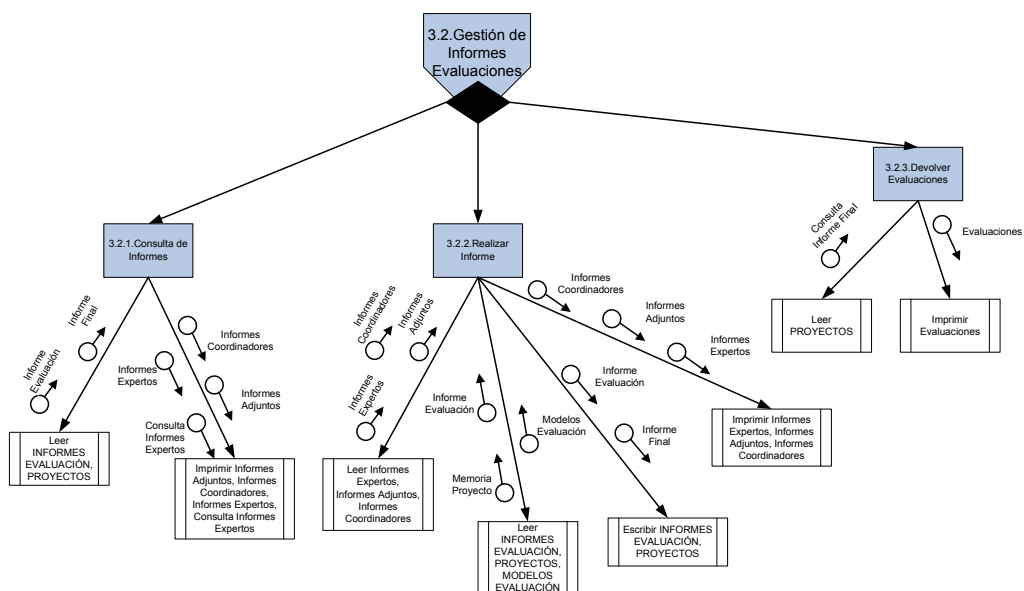 3.2.Gestión de
Informes
Evaluaciones
3.2.1.Consulta de
Informes
3.2.2.Realizar
Informe
3.2.3.Devolver
Evaluaciones
Informe
Evaluación
Informe
Final
Informes
Coordinadores
Informes
Expertos
Informes
Adjuntos
Consulta
Informes
Expertos
Leer
INFORMES
EVALUACIÓN,
PROYECTOS
Imprimir Informes
Adjuntos, Informes
Coordinadores,
Informes Expertos,
Consulta Informes
Expertos
Informes
Coordinadores
Informes
Adjuntos
Informes
Expertos
Leer Informes
Expertos,
Informes Adjuntos,
Informes
Coordinadores
Informe
Evaluación
Modelos
Evaluación
Memoria
Proyecto
Leer
INFORMES
EVALUACIÓN,
PROYECTOS,
MODELOS
EVALUACIÓN
Informe
Evaluación
Informe
Final
Escribir INFORMES
EVALUACIÓN,
PROYECTOS
Informes
Coordinadores
Informes
Adjuntos
Informes
Expertos
Imprimir Informes
Expertos, Informes
Adjuntos, Informes
Coordinadores
Consulta
Informe Final
Evaluaciones
Leer
PROYECTOS
Imprimir
Evaluaciones